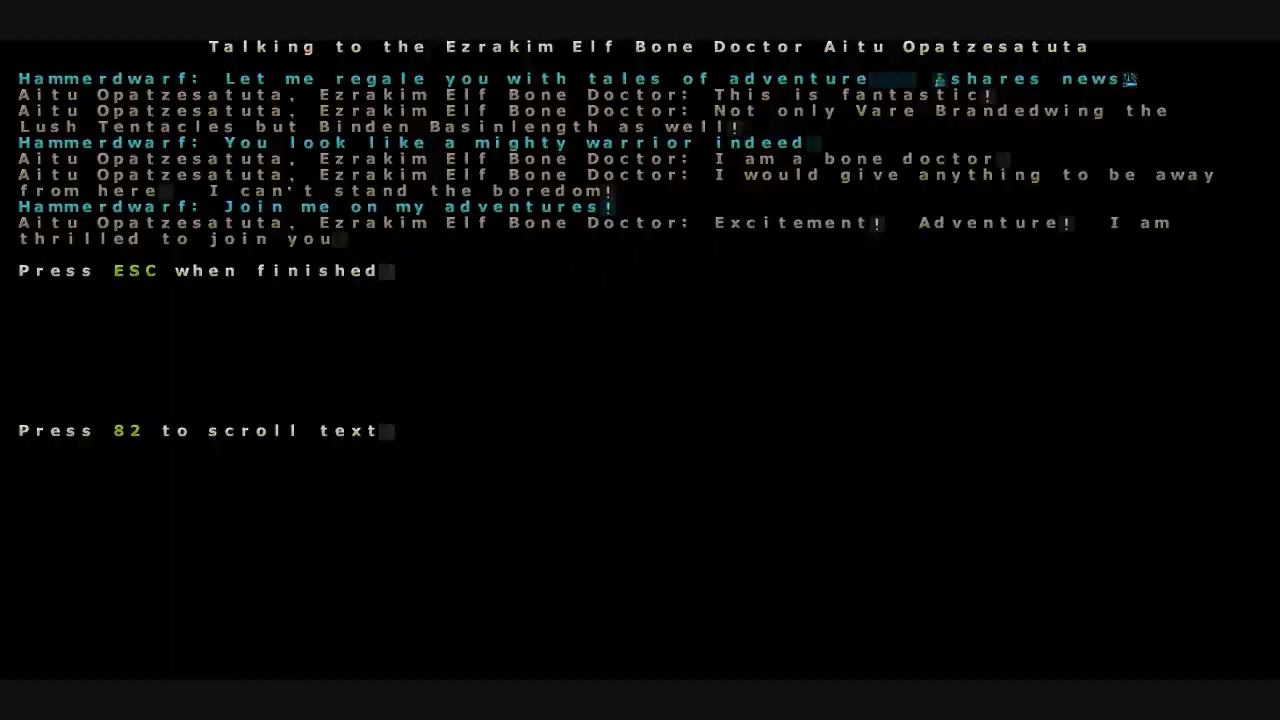 Talking to the Ezrakim Elf Bone Doctor Aitu Opatzesatuta
Hammerdwarf: Let me regale you with tales of adventure shares news
Aitu Opatzesatuta, Ezrakim Elf Bone Doctor: This is fantastic!
Aitu Opatzesatuta, Ezrakim Elf Bone Doctor: Not only Vare Brandedwing the
Lush Tentacles but Binden Basinlength as well!
Hammerdwarf: You look like a mighty warrior indeed
Aitu Opatzesatuta, Ezrakim Elf Bone Doctor: I am a bone doctor
Aitu Opatzesatuta, Ezrakim Elf Bone Doctor: I would give anything to be away
from here I can't stand the boredom!
Hammerdwarf: Join me on my adventures!
Aitu Opatzesatuta, Ezrakim Elf Bone Doctor: Excitement! Adventure! I am
thrilled to join you
Press ESC when finished
Press 82 to scroll text